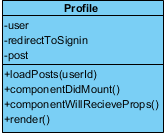 Profile
-user
-redirectToSignin
-post
+loadPosts(userId)
+componentDidMount()
+componentWillRecieveProps()
+render()